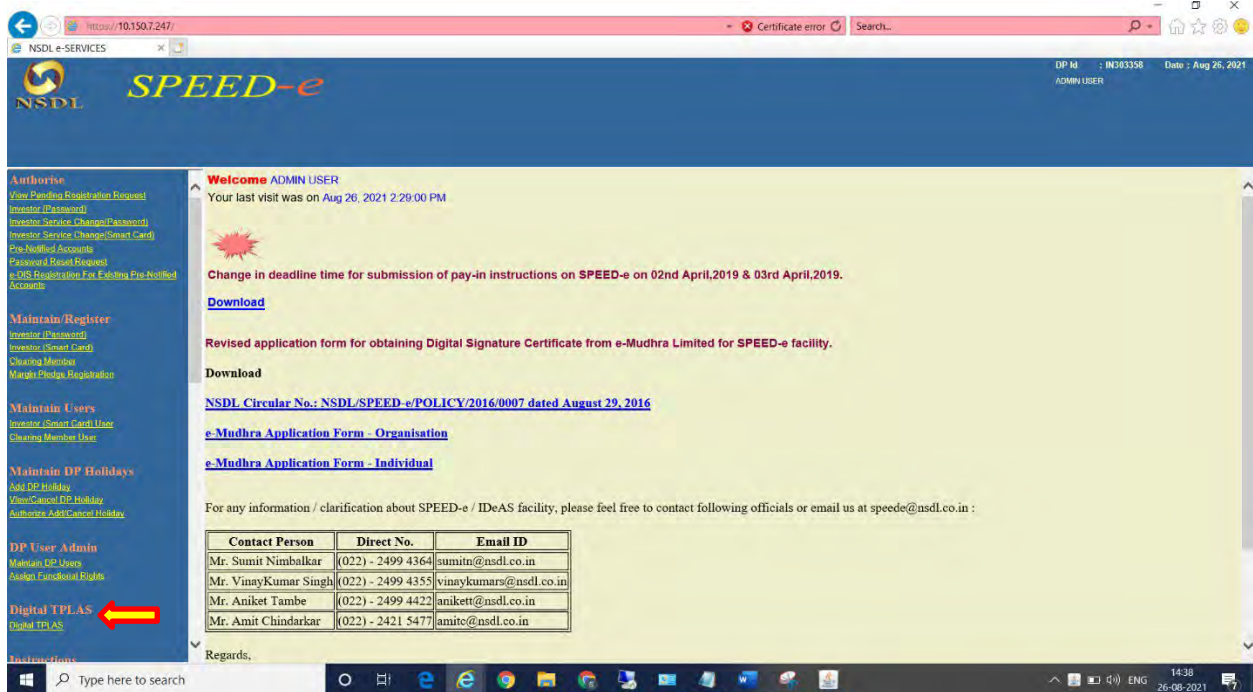 https://10.150.7.247/
Certificate error
Search...
NSDL e-SERVICES
NSDL
SPEED-e
DP Id : IN303358 Date : Aug 26, 2021
ADMIN USER
Authorise
View Pending Registration Request
Investor (Password)
Investor Service Change(Password)
Investor Service Change(Smart Card)
Pre-Notified Accounts
Password Reset Request
e-DIS Registration For Existing Pre-Notified
Accounts
Maintain/Register
Investor (Password)
Investor (Smart Card)
Clearing Member
Margin Pledge Registration
Maintain Users
Investor (Smart Card) User
Clearing Member User
Maintain DP Holidays
Add DP Holiday
View/Cancel DP Holiday
Authorize Add/Cancel Holiday
DP User Admin
Maintain DP Users
Assign Functional Rights
Digital TPLAS
Digital TPLAS
Instructions
Welcome ADMIN USER
Your last visit was on Aug 26, 2021 2:29:00 PM
Change in deadline time for submission of pay-in instructions on SPEED-e on 02nd April,2019 & 03rd April,2019.
Download
Revised application form for obtaining Digital Signature Certificate from e-Mudhra Limited for SPEED-e facility.
Download
NSDL Circular No.: NSDL/SPEED-e/POLICY/2016/0007 dated August 29, 2016
e-Mudhra Application Form - Organisation
e-Mudhra Application Form - Individual
For any information / clarification about SPEED-e / IDeAS facility, please feel free to contact following officials or email us at speede@nsdl.co.in :
Contact Person Direct No. Email ID
Mr. Sumit Nimbalkar (022) - 2499 4364 sumitn@nsdl.co.in
Mr. VinayKumar Singh (022) - 2499 4355 vinaykumars@nsdl.co.in
Mr. Aniket Tambe (022) - 2499 4422 anikett@nsdl.co.in
Mr. Amit Chindarkar (022) - 2421 5477 amitc@nsdl.co.in
Regards,
Type here to search
ENG
14:38
26-08-2021